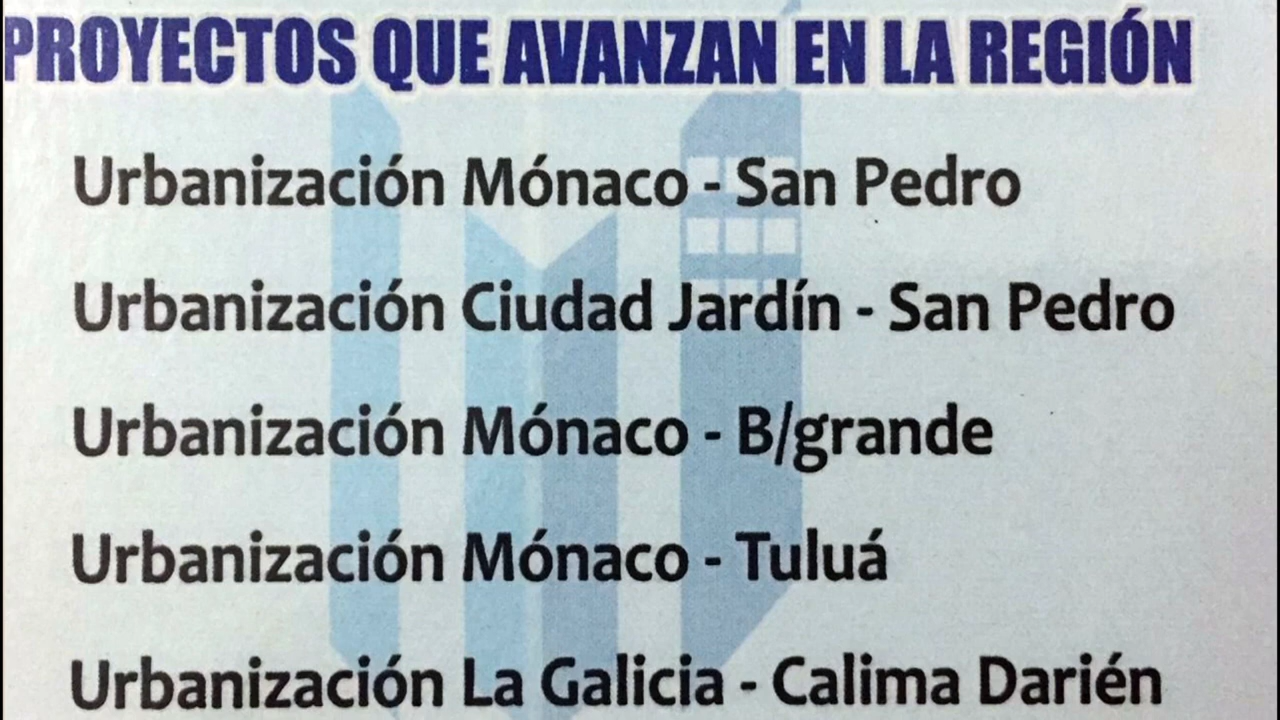 PROYECTOS QUE AVANZAN EN LA REGIÓN
Urbanización Mónaco - San Pedro
Urbanización Ciudad Jardín - San Pedro
Urbanización Mónaco - B/grande
Urbanización Mónaco - Tuluá
Urbanización La Galicia - Calima Darién